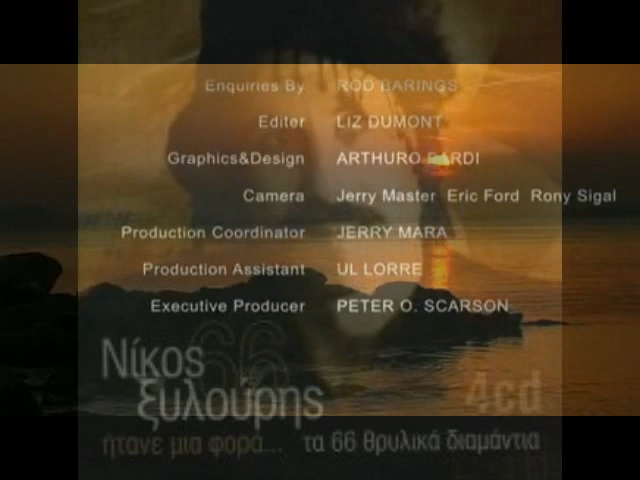 Enquiries By ROD BARINGS
Editer LIZ DUMONT
Graphics&Design ARTHURO BARDI
Camera Jerry Master Eric Ford Rony Sigal
Production Coordinator JERRY MARA
Production Assistant UL LORRE
Executive Producer PETER O. SCARSON
Νίκος 66
ξυλούρης 4cd
ήτανε μια φορά... τα 66 θρυλικά διαμάντια